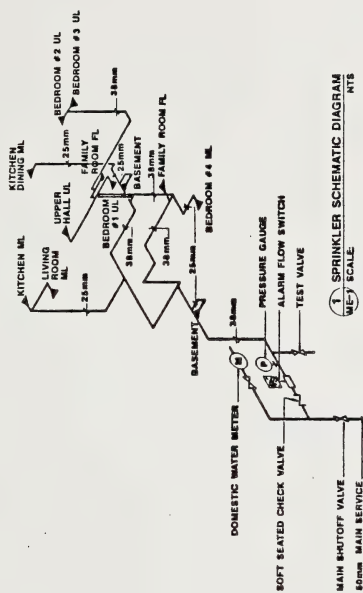 KITCHEN
DINING ML
BEDROOM #2 UL
BEDROOM #3 UL
38mm
25mm
KITCHEN ML
LIVING
ROOM
ML
UPPER
HALL UL
FAMILY
ROOM FL
25mm
BEDROOM
#1 UL
BASEMENT
38mm
FAMILY ROOM FL
25mm
38mm
38mm
BEDROOM #4 ML
25mm
BASEMENT
38mm
DOMESTIC WATER METER
M
PRESSURE GAUGE
P
ALARM FLOW SWITCH
TEST VALVE
SOFT SEATED CHECK VALVE
MAIN SHUTOFF VALVE
50mm MAIN SERVICE
1 SPRINKLER SCHEMATIC DIAGRAM
SCALE: NTS